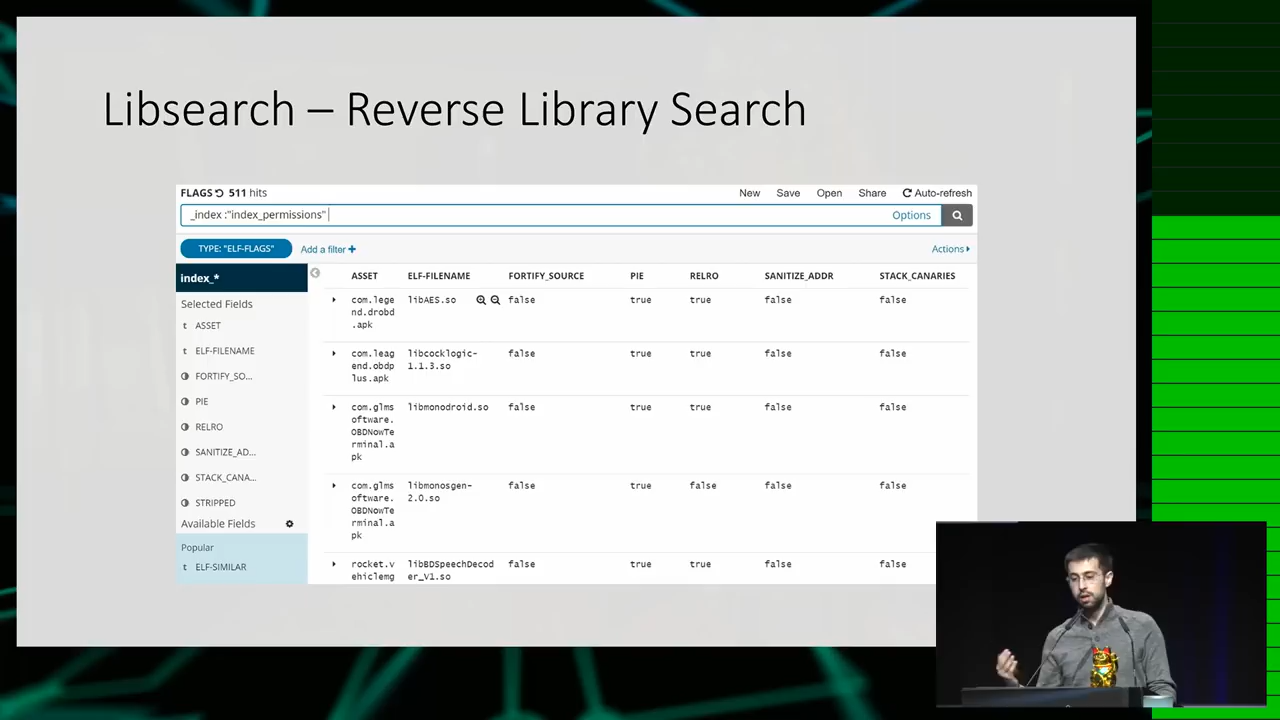 Libsearch – Reverse Library Search
FLAGS 511 hits
New Save Open Share Auto-refresh
_index :"index_permissions"
Options
TYPE: "ELF-FLAGS" Add a filter +
Actions
index_*
Selected Fields
t ASSET
t ELF-FILENAME
FORTIFY_SO...
PIE
RELRO
SANITIZE_AD...
STACK_CANA...
STRIPPED
Available Fields
Popular
t ELF-SIMILAR
ASSET ELF-FILENAME FORTIFY_SOURCE PIE RELRO SANITIZE_ADDR STACK_CANARIES
com.lege libAES.so false true true false false
nd.drobd
.apk
com.leag libcocklogic- false true true false false
end.obdp 1.1.3.so
lus.apk
com.glms libmonodroid.so false true true false false
oftware.
OBDNowTe
rminal.a
pk
com.glms libmonosgen- false true false false false
oftware. 2.0.so
OBDNowTe
rminal.a
pk
rocket.v libBDSpeechDecod false true true false false
ehiclemg er_V1.so